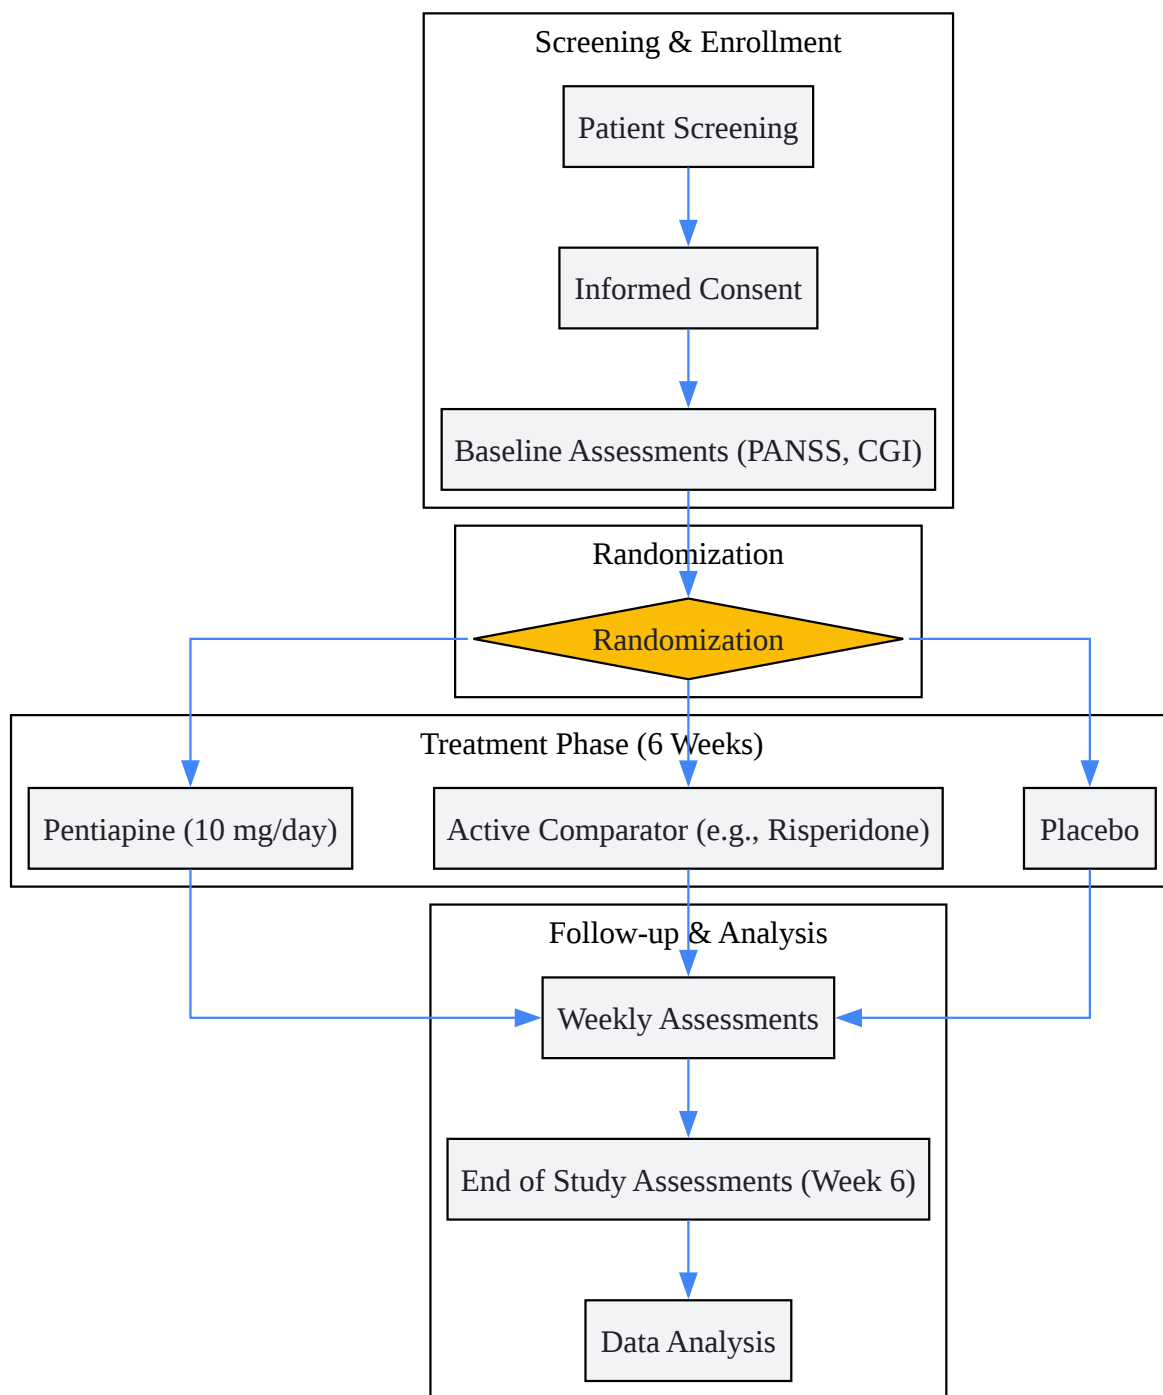 Screening & Enrollment
Patient Screening
Informed Consent
Baseline Assessments (PANSS, CGI)
Randomization
Randomization
Treatment Phase (6 Weeks)
Pentiapine (10 mg/day)
Active Comparator (e.g., Risperidone)
Placebo
Follow-up & Analysis
Weekly Assessments
End of Study Assessments (Week 6)
Data Analysis